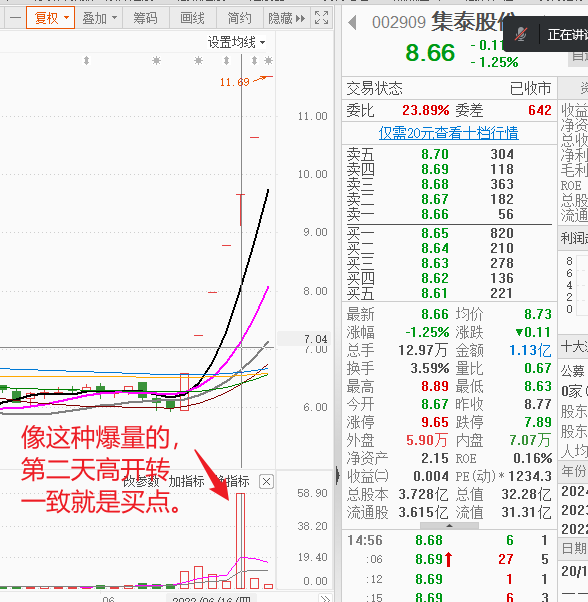 一 复权 叠加 筹码 画线 简约 隐藏
设置均线
11.69
11.00
10.00
9.00
8.00
7.04
7.00
6.00
像这种爆量的，
第二天高开转
一致就是买点。
改参数 加指标 换指标
58.90
38.20
19.40
0.00
06
2022/06/16/四
002909 集泰股份
正在讲话
8.66 -0.11
-1.25%
交易状态 已收市
委比 23.89% 委差 642
仅需20元查看十档行情
卖五 8.70 304
卖四 8.69 118
卖三 8.68 363
卖二 8.67 182
卖一 8.66 56
买一 8.65 820
买二 8.64 210
买三 8.63 278
买四 8.62 136
买五 8.61 221
最新 8.66 均价 8.73
涨幅 -1.25% 涨跌 ▼0.11
总手 12.97万 金额 1.13亿
换手 3.59% 量比 0.67
最高 8.89 最低 8.63
今开 8.67 昨收 8.77
涨停 9.65 跌停 7.89
外盘 5.90万 内盘 7.07万
净资产 2.15 ROE 0.16%
收益㈡ 0.004 PE(动)* 1234.3
总股本 3.728亿 总值 32.28亿
流通股 3.615亿 流值 31.31亿
14:56 8.68 6 1
:06 8.69 27 5
:12 8.69 1 1
:15 8.69 6 3
收益
净资
总收
净利
毛利
ROE
总股
流通
利润
8
6
4
2
0
十大
公募
0家
股东
股东
人均
年份
2024
2023
2022
日期
20/1